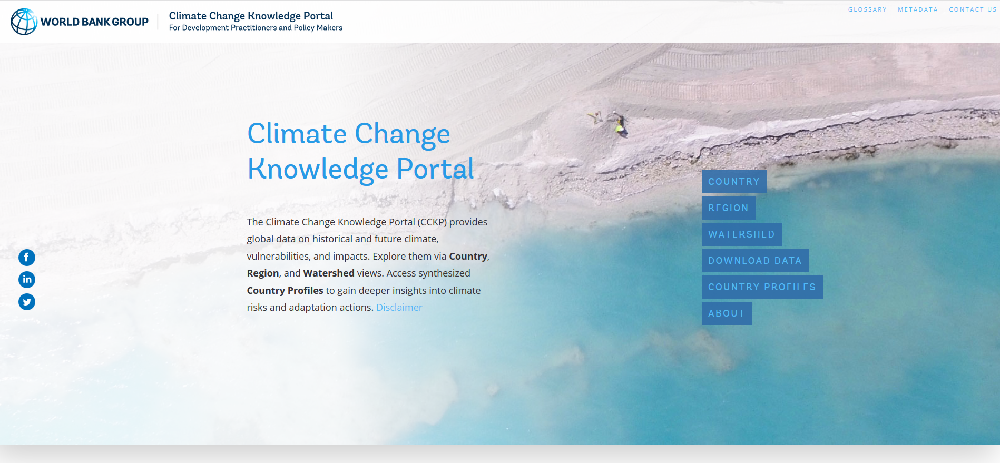 WORLD BANK GROUP
Climate Change Knowledge Portal
For Development Practitioners and Policy Makers
GLOSSARY METADATA CONTACT US
Climate Change
Knowledge Portal
The Climate Change Knowledge Portal (CCKP) provides
global data on historical and future climate,
vulnerabilities, and impacts. Explore them via Country,
Region, and Watershed views. Access synthesized
Country Profiles to gain deeper insights into climate
risks and adaptation actions. Disclaimer
COUNTRY
REGION
WATERSHED
DOWNLOAD DATA
COUNTRY PROFILES
ABOUT